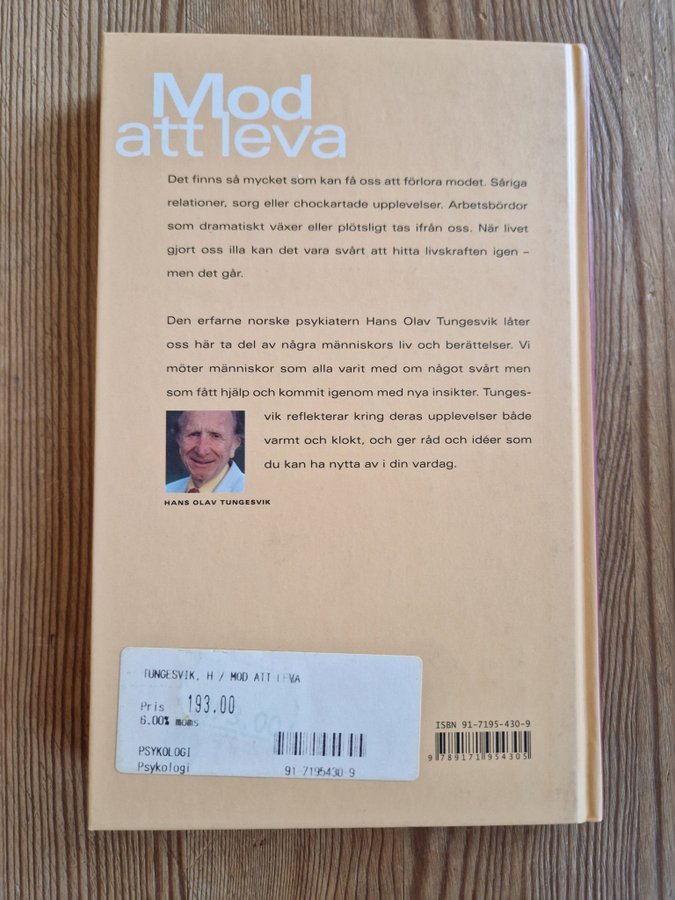 Mod
att leva
Det finns så mycket som kan få oss att förlora modet. Såriga
relationer, sorg eller chockartade upplevelser. Arbetsbördor
som dramatiskt växer eller plötsligt tas ifrån oss. När livet
gjort oss illa kan det vara svårt att hitta livskraften igen –
men det går.
Den erfarne norske psykiatern Hans Olav Tungesvik låter
oss här ta del av några människors liv och berättelser. Vi
möter människor som alla varit med om något svårt men
som fått hjälp och kommit igenom med nya insikter. Tunges-
vik reflekterar kring deras upplevelser både
varmt och klokt, och ger råd och idéer som
du kan ha nytta av i din vardag.
HANS OLAV TUNGESVIK
TUNGESVIK, H / MOD ATT LEVA
Pris 193.00
6.00% moms
PSYKOLOGI
Psykologi
91-7195430-9
ISBN 91-7195-430-9
9 789171 954305